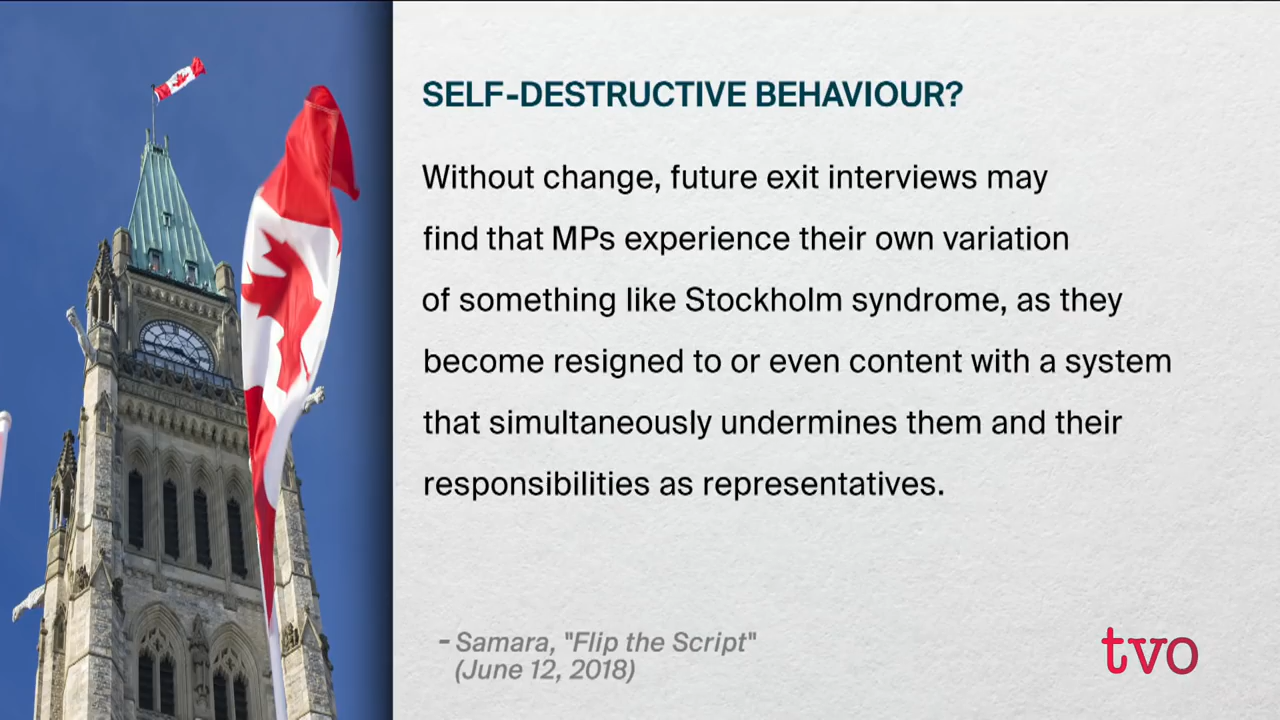 SELF-DESTRUCTIVE BEHAVIOUR?
Without change, future exit interviews may
find that MPs experience their own variation
of something like Stockholm syndrome, as they
become resigned to or even content with a system
that simultaneously undermines them and their
responsibilities as representatives.
- Samara, "Flip the Script"
(June 12, 2018)
tvo